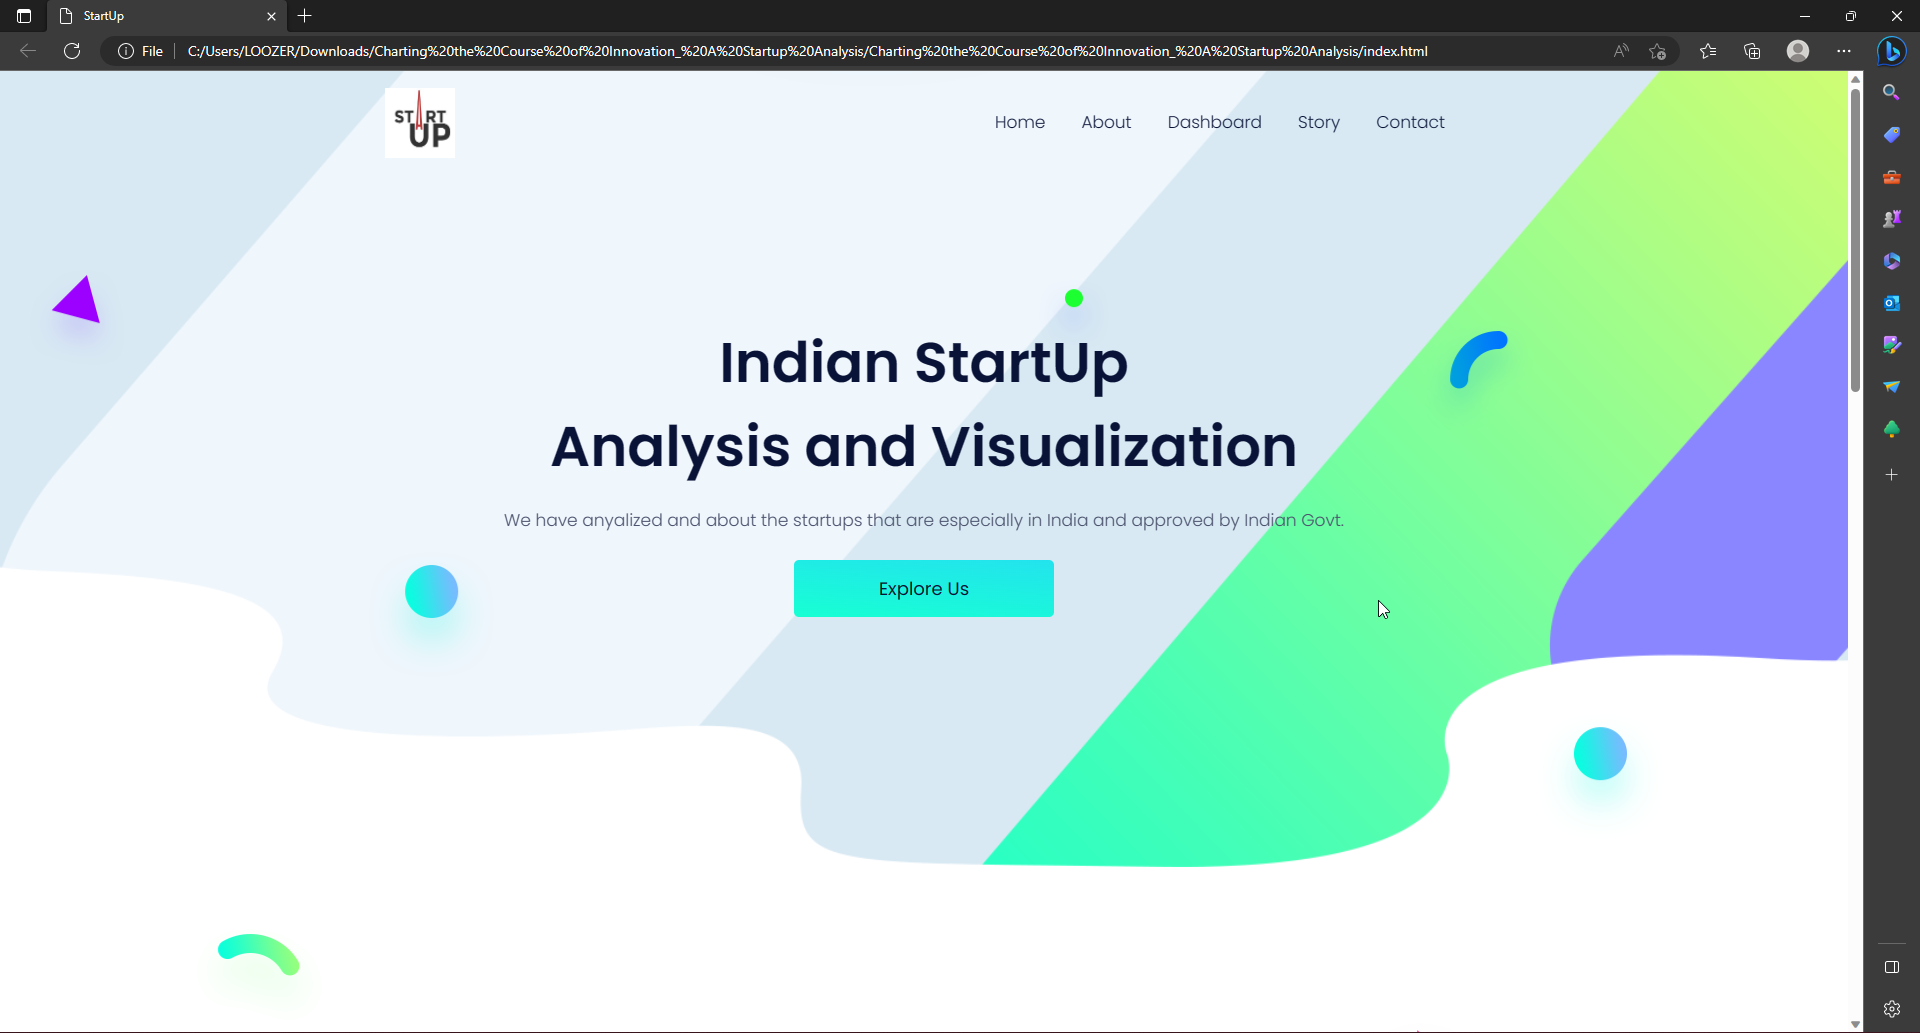 StartUp
File
C:/Users/LOOZER/Downloads/Charting%20the%20Course%20of%20Innovation_%20A%20Startup%20Analysis/Charting%20the%20Course%20of%20Innovation_%20A%20Startup%20Analysis/index.html
START
UP
Home
About
Dashboard
Story
Contact
Indian StartUp
Analysis and Visualization
We have anyalized and about the startups that are especially in India and approved by Indian Govt.
Explore Us